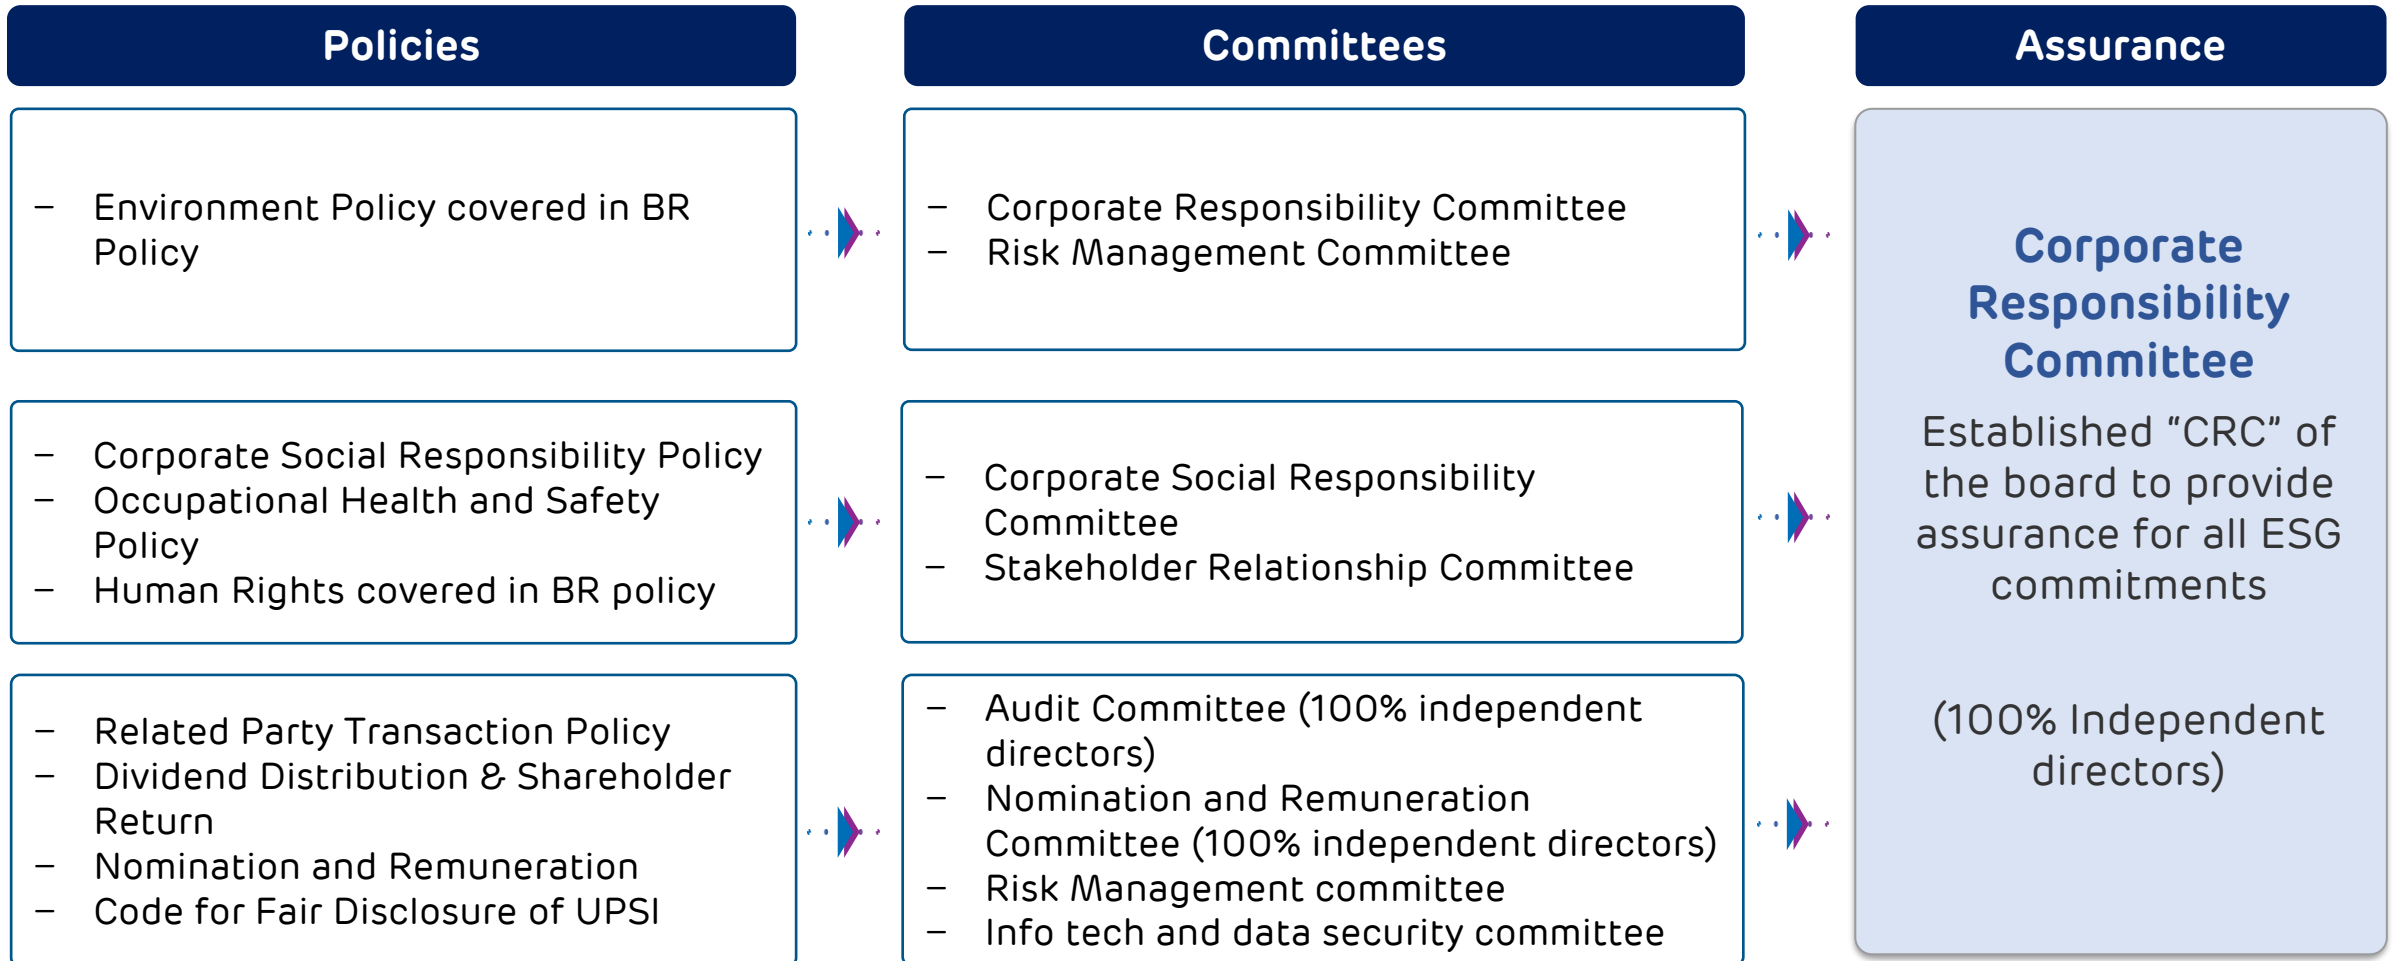 Policies
– Environment Policy covered in BR
Policy
– Corporate Social Responsibility Policy
– Occupational Health and Safety
Policy
– Human Rights covered in BR policy
– Related Party Transaction Policy
– Dividend Distribution & Shareholder
Return
– Nomination and Remuneration
– Code for Fair Disclosure of UPSI
Committees
– Corporate Responsibility Committee
– Risk Management Committee
– Corporate Social Responsibility
Committee
– Stakeholder Relationship Committee
– Audit Committee (100% independent
directors)
– Nomination and Remuneration
Committee (100% independent directors)
– Risk Management committee
– Info tech and data security committee
Assurance
Corporate
Responsibility
Committee
Established “CRC” of
the board to provide
assurance for all ESG
commitments
(100% Independent
directors)